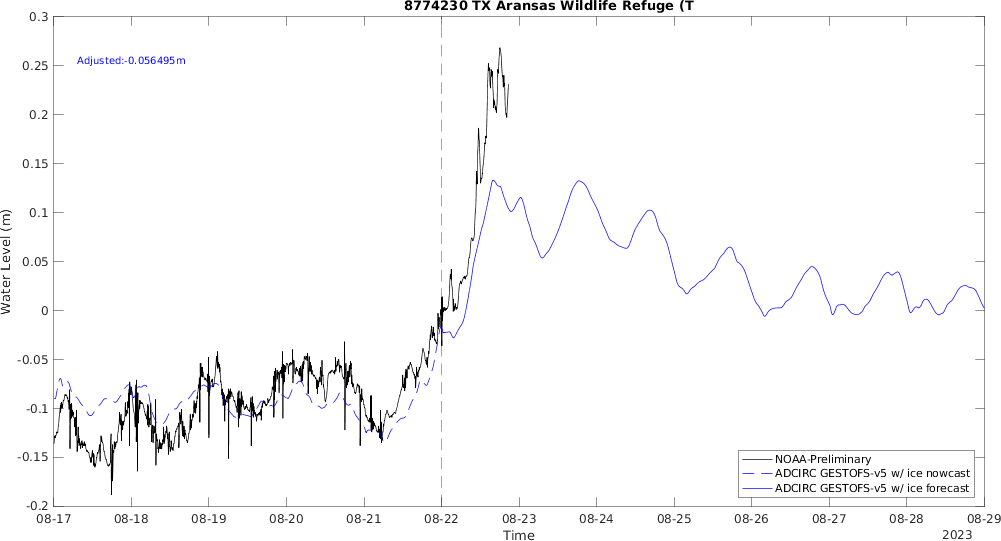 8774230 TX Aransas Wildlife Refuge (T
Adjusted:-0.056495m
Water Level (m)
0.3
0.25
0.2
0.15
0.1
0.05
0
-0.05
-0.1
-0.15
-0.2
NOAA-Preliminary
ADCIRC GESTOFS-v5 w/ ice nowcast
ADCIRC GESTOFS-v5 w/ ice forecast
08-17 08-18 08-19 08-20 08-21 08-22 08-23 08-24 08-25 08-26 08-27 08-28 08-29
Time
2023